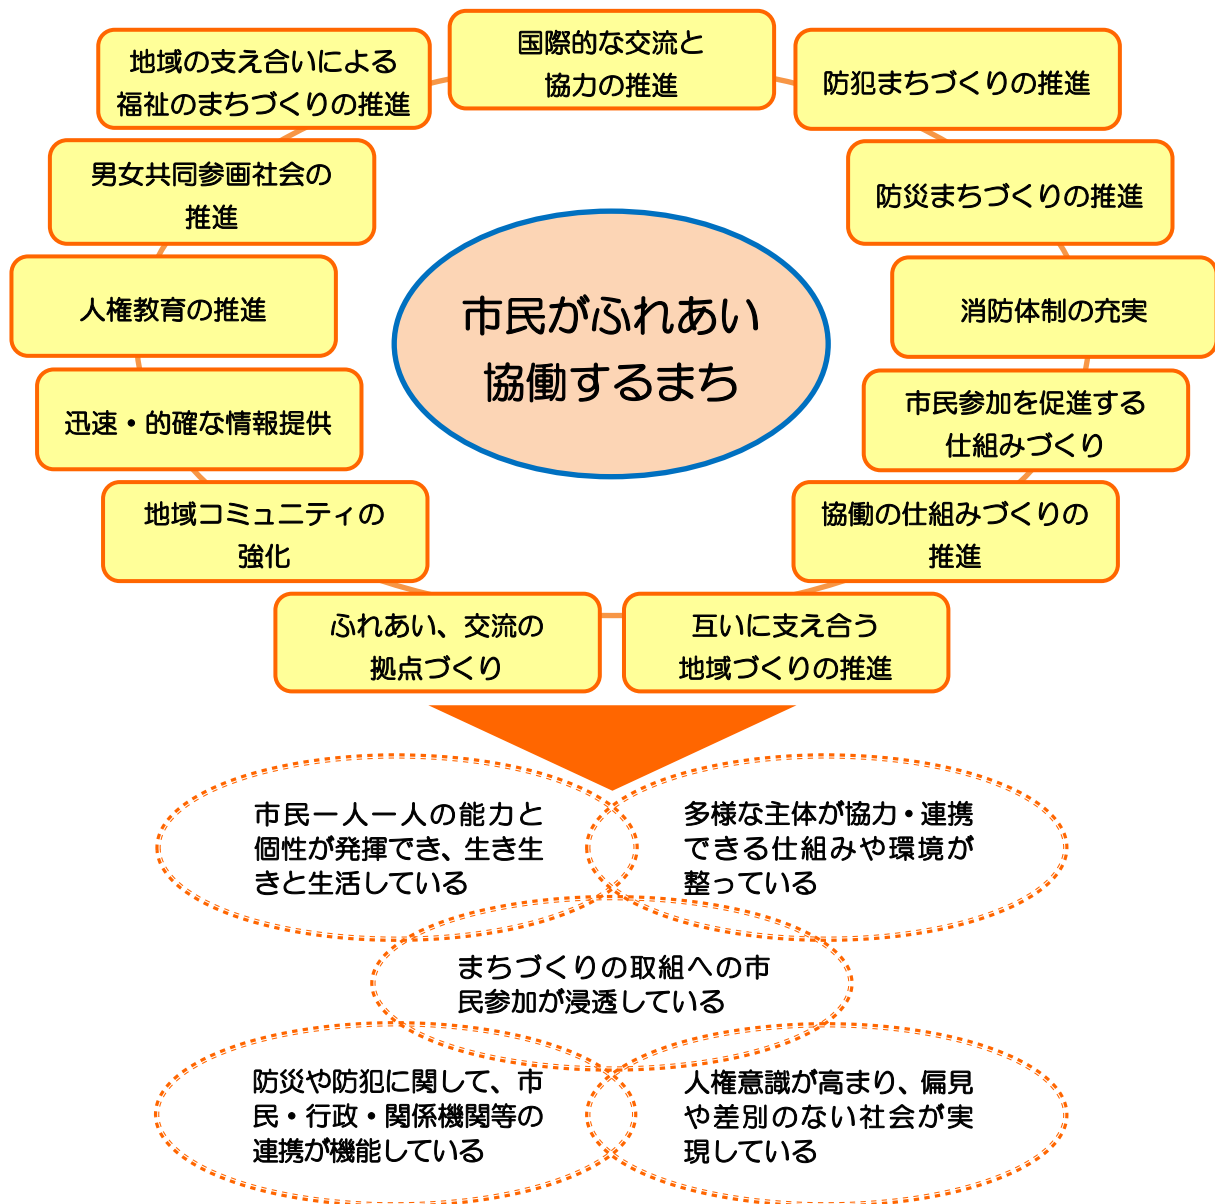 国際的な交流と
協力の推進
地域の支え合いによる
福祉のまちづくりの推進
防犯まちづくりの推進
男女共同参画社会の
推進
防災まちづくりの推進
人権教育の推進
消防体制の充実
市民がふれあい
協働するまち
迅速・的確な情報提供
市民参加を促進する
仕組みづくり
地域コミュニティの
強化
協働の仕組みづくりの
推進
ふれあい、交流の
拠点づくり
互いに支え合う
地域づくりの推進
市民一人一人の能力と
個性が発揮でき、生き生
きと生活している
多様な主体が協力・連携
できる仕組みや環境が
整っている
まちづくりの取組への市
民参加が浸透している
防災や防犯に関して、市
民・行政・関係機関等の
連携が機能している
人権意識が高まり、偏見
や差別のない社会が実
現している